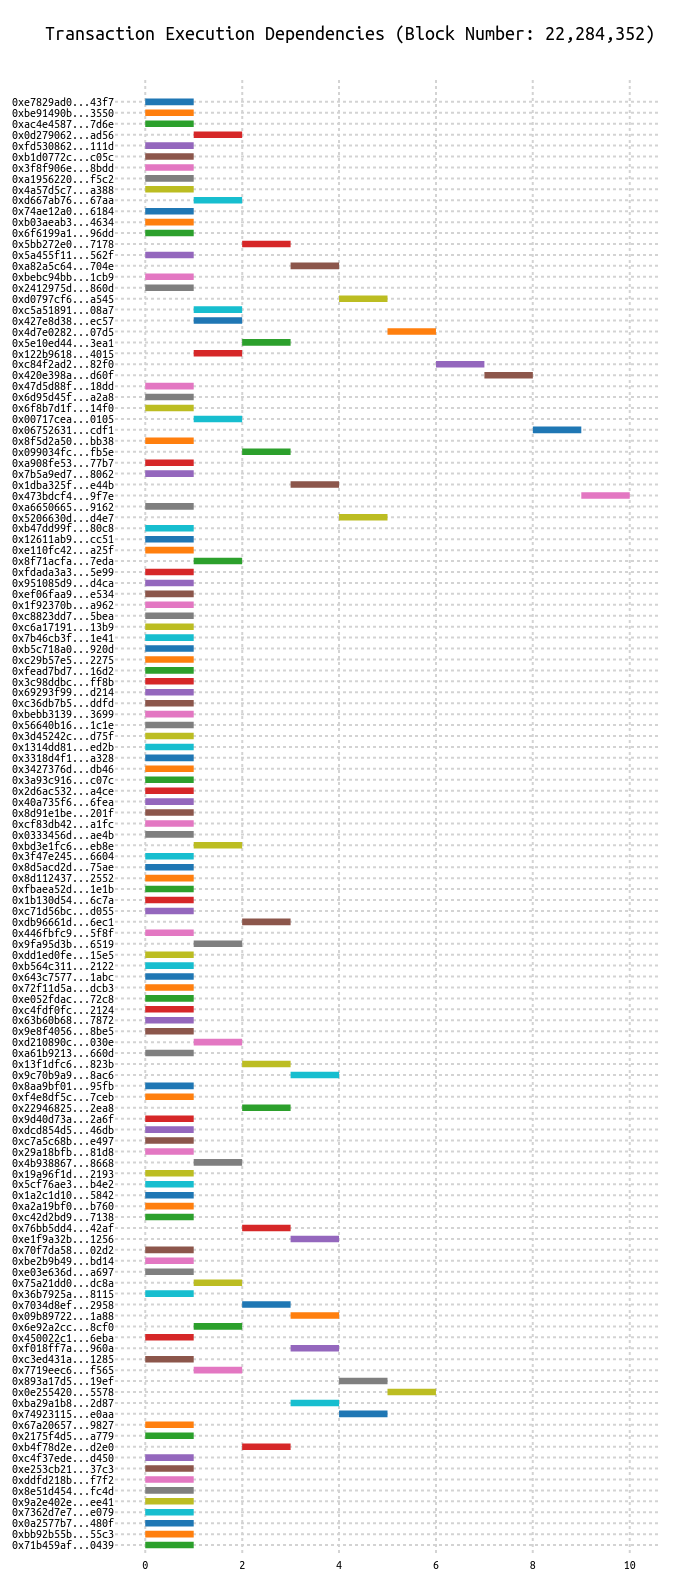 Transaction Execution Dependencies (Block Number: 22,284,352)
0xe7829ad0...43f7
0xbe91490b...3550
0xac4e4587...7d6e
0x0d279062...ad56
0xfd530862...111d
0xb1d0772c...c05c
0x3f8f906e...8bdd
0xa1956220...f5c2
0x4a57d5c7...a388
0xd667ab76...67aa
0x74ae12a0...6184
0xb03aeab3...4634
0x6f6199a1...96dd
0x5bb272e0...7178
0x5a455f11...562f
0xa82a5c64...704e
0xbebc94bb...1cb9
0x2412975d...860d
0xd0797cf6...a545
0xc5a51891...08a7
0x427e8d38...ec57
0x4d7e0282...07d5
0x5e10ed44...3ea1
0x122b9618...4015
0xc84f2ad2...82f0
0x420e398a...d60f
0x47d5d88f...18dd
0x6d95d45f...a2a8
0x6f8b7d1f...14f0
0x00717cea...0105
0x06752631...cdf1
0x8f5d2a50...bb38
0x099034fc...fb5e
0xa908fe53...77b7
0x7b5a9ed7...8062
0x1dba325f...e44b
0x473bdcf4...9f7e
0xa6650665...9162
0x5206630d...d4e7
0xb47dd99f...80c8
0x12611ab9...cc51
0xe110fc42...a25f
0x8f71acfa...7eda
0xfdada3a3...5e99
0x951085d9...d4ca
0xef06faa9...e534
0x1f92370b...a962
0xc8823dd7...5bea
0xc6a17191...13b9
0x7b46cb3f...1e41
0xb5c718a0...920d
0xc29b57e5...2275
0xfead7bd7...16d2
0x3c98ddbc...ff8b
0x69293f99...d214
0xc36db7b5...ddfd
0xbebb3139...3699
0x56640b16...1c1e
0x3d45242c...d75f
0x1314dd81...ed2b
0x3318d4f1...a328
0x3427376d...db46
0x3a93c916...c07c
0x2d6ac532...a4ce
0x40a735f6...6fea
0x8d91e1be...201f
0xcf83db42...a1fc
0x0333456d...ae4b
0xbd3e1fc6...eb8e
0x3f47e245...6604
0x8d5acd2d...75ae
0x8d112437...2552
0xfbaea52d...1e1b
0x1b130d54...6c7a
0xc71d56bc...d055
0xdb96661d...6ec1
0x446fbfc9...5f8f
0x9fa95d3b...6519
0xdd1ed0fe...15e5
0xb564c311...2122
0x643c7577...1abc
0x72f11d5a...dcb3
0xe052fdac...72c8
0xc4fdf0fc...2124
0x63b60b68...7872
0x9e8f4056...8be5
0xd210890c...030e
0xa61b9213...660d
0x13f1dfc6...823b
0x9c70b9a9...8ac6
0x8aa9bf01...95fb
0xf4e8df5c...7ceb
0x22946825...2ea8
0x9d40d73a...2a6f
0xdcd854d5...46db
0xc7a5c68b...e497
0x29a18bfb...81d8
0x4b938867...8668
0x19a96f1d...2193
0x5cf76ae3...b4e2
0x1a2c1d10...5842
0xa2a19bf0...b760
0xc42d2bd9...7138
0x76bb5dd4...42af
0xe1f9a32b...1256
0x70f7da58...02d2
0xbe2b9b49...bd14
0xe03e636d...a697
0x75a21dd0...dc8a
0x36b7925a...8115
0x7034d8ef...2958
0x09b89722...1a88
0x6e92a2cc...8cf0
0x450022c1...6eba
0xf018ff7a...960a
0xc3ed431a...1285
0x7719eec6...f565
0x893a17d5...19ef
0x0e255420...5578
0xba29a1b8...2d87
0x74923115...e0aa
0x67a20657...9827
0x2175f4d5...a779
0xb4f78d2e...d2e0
0xc4f37ede...d450
0xe253cb21...37c3
0xddfd218b...f7f2
0x8e51d454...fc4d
0x9a2e402e...ee41
0x7362d7e7...e079
0x0a2577b7...480f
0xbb92b55b...55c3
0x71b459af...0439
0 2 4 6 8 10